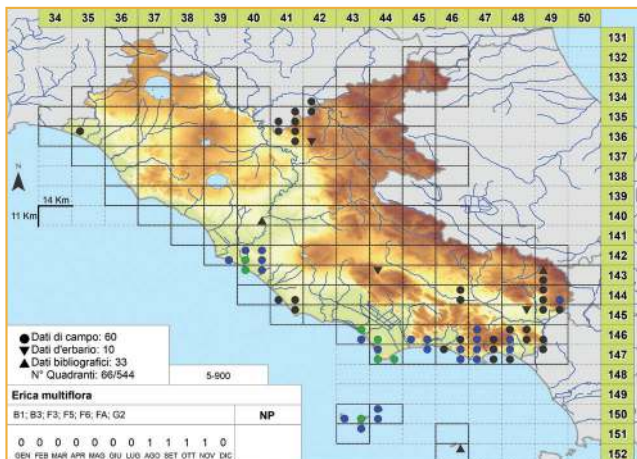 34 35 36 37 38 39 40 41 42 43 44 45 46 47 48 49 50
131
132
133
134
135
136
137
138
139
140
141
142
143
144
145
146
147
148
149
150
151
152
N
14 Km
11 Km
Dati di campo: 60
Dati d'erbario: 10
Dati bibliografici: 33
N° Quadranti: 66/544
5-900
Erica multiflora
B1; B3; F3; F5; F6; FA; G2
NP
0 0 0 0 0 0 0 1 1 1 1 0
GEN FEB MAR APR MAG GIU LUG AGO SET OTT NOV DIC